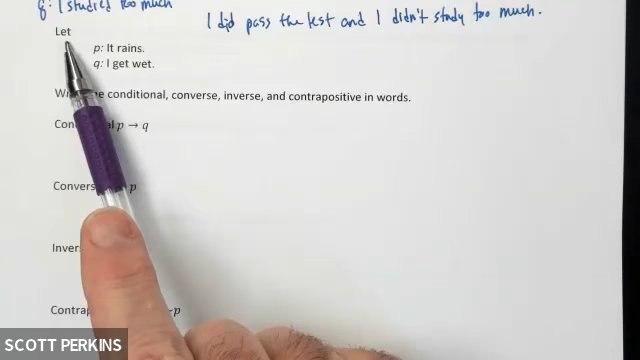 q: I studied too much
I did pass the test and I didn't study too much.
Let
p: It rains.
q: I get wet.
conditional, converse, inverse, and contrapositive in words.
p → q
p
p
SCOTT PERKINS